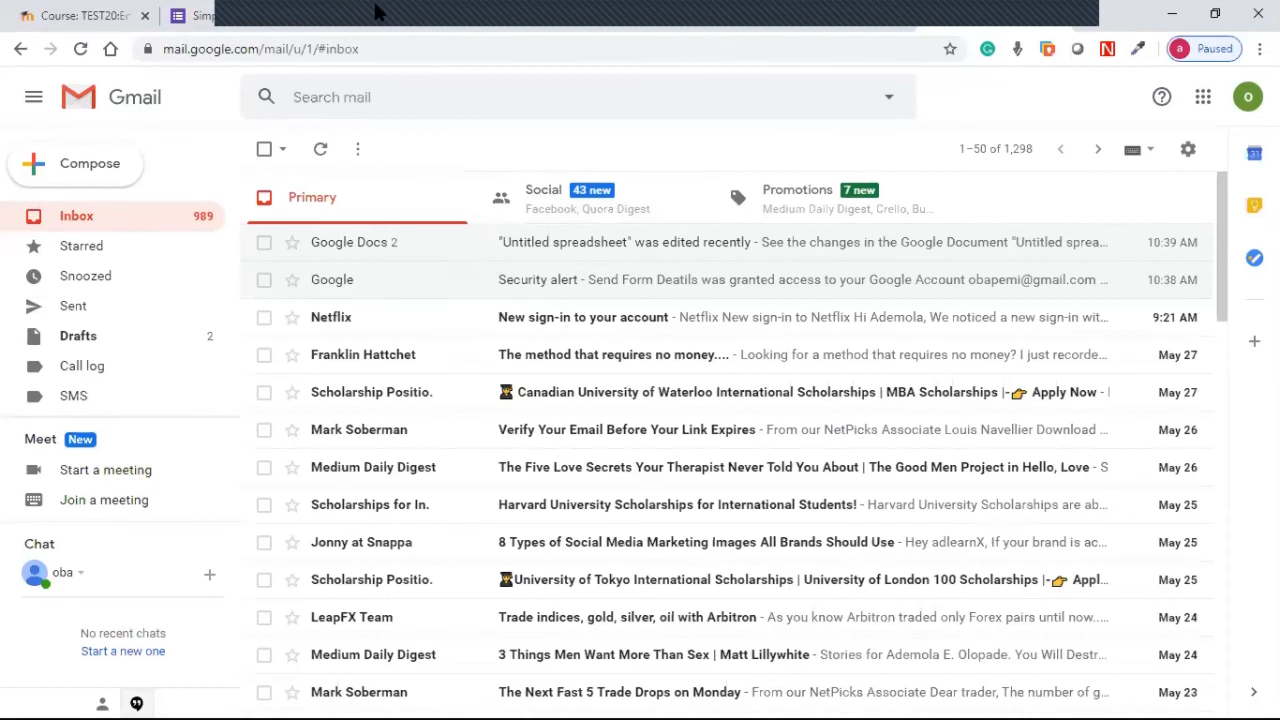 Course: TEST20:Er
Simp
mail.google.com/mail/u/1/#inbox
N
a Paused
Gmail
Search mail
o
Compose
1–50 of 1,298
31
Primary
Social 43 new
Facebook, Quora Digest
Promotions 7 new
Medium Daily Digest, Crello, Bu...
Inbox 989
Starred
Snoozed
Sent
Drafts 2
Call log
SMS
Meet New
Start a meeting
Join a meeting
Chat
oba
No recent chats
Start a new one
Google Docs 2 "Untitled spreadsheet" was edited recently - See the changes in the Google Document "Untitled sprea... 10:39 AM
Google Security alert - Send Form Deatils was granted access to your Google Account obapemi@gmail.com ... 10:38 AM
Netflix New sign-in to your account - Netflix New sign-in to Netflix Hi Ademola, We noticed a new sign-in wit... 9:21 AM
Franklin Hattchet The method that requires no money.... - Looking for a method that requires no money? I just recorde... May 27
Scholarship Positio. Canadian University of Waterloo International Scholarships | MBA Scholarships |-👉 Apply Now - May 27
Mark Soberman Verify Your Email Before Your Link Expires - From our NetPicks Associate Louis Navellier Download ... May 26
Medium Daily Digest The Five Love Secrets Your Therapist Never Told You About | The Good Men Project in Hello, Love - S May 26
Scholarships for In. Harvard University Scholarships for International Students! - Harvard University Scholarships are ab... May 25
Jonny at Snappa 8 Types of Social Media Marketing Images All Brands Should Use - Hey adlearnX, If your brand is ac... May 25
Scholarship Positio. University of Tokyo International Scholarships | University of London 100 Scholarships |-👉 Appl... May 25
LeapFX Team Trade indices, gold, silver, oil with Arbitron - As you know Arbitron traded only Forex pairs until now.... May 24
Medium Daily Digest 3 Things Men Want More Than Sex | Matt Lillywhite - Stories for Ademola E. Olopade. You Will Destr... May 24
Mark Soberman The Next Fast 5 Trade Drops on Monday - From our NetPicks Associate Dear trader, The number of g... May 23